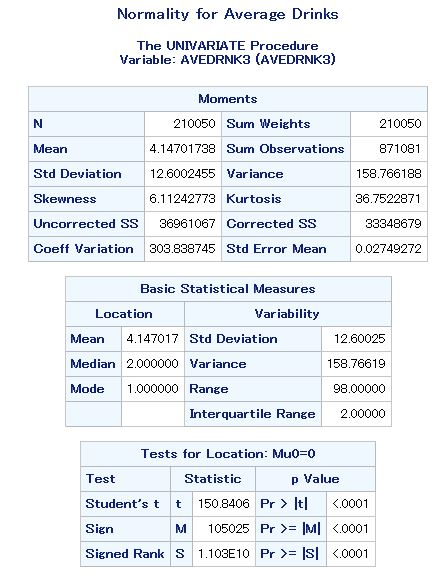 Normality for Average Drinks
The UNIVARIATE Procedure
Variable: AVEDRNK3 (AVEDRNK3)
Moments
N 210050 Sum Weights 210050
Mean 4.14701738 Sum Observations 871081
Std Deviation 12.6002455 Variance 158.766188
Skewness 6.11242773 Kurtosis 36.7522871
Uncorrected SS 36961067 Corrected SS 33348679
Coeff Variation 303.838745 Std Error Mean 0.02749272
Basic Statistical Measures
Location Variability
Mean 4.147017 Std Deviation 12.60025
Median 2.000000 Variance 158.76619
Mode 1.000000 Range 98.00000
Interquartile Range 2.00000
Tests for Location: Mu0=0
Test Statistic p Value
Student's t t 150.8406 Pr > |t| <.0001
Sign M 105025 Pr >= |M| <.0001
Signed Rank S 1.103E10 Pr >= |S| <.0001